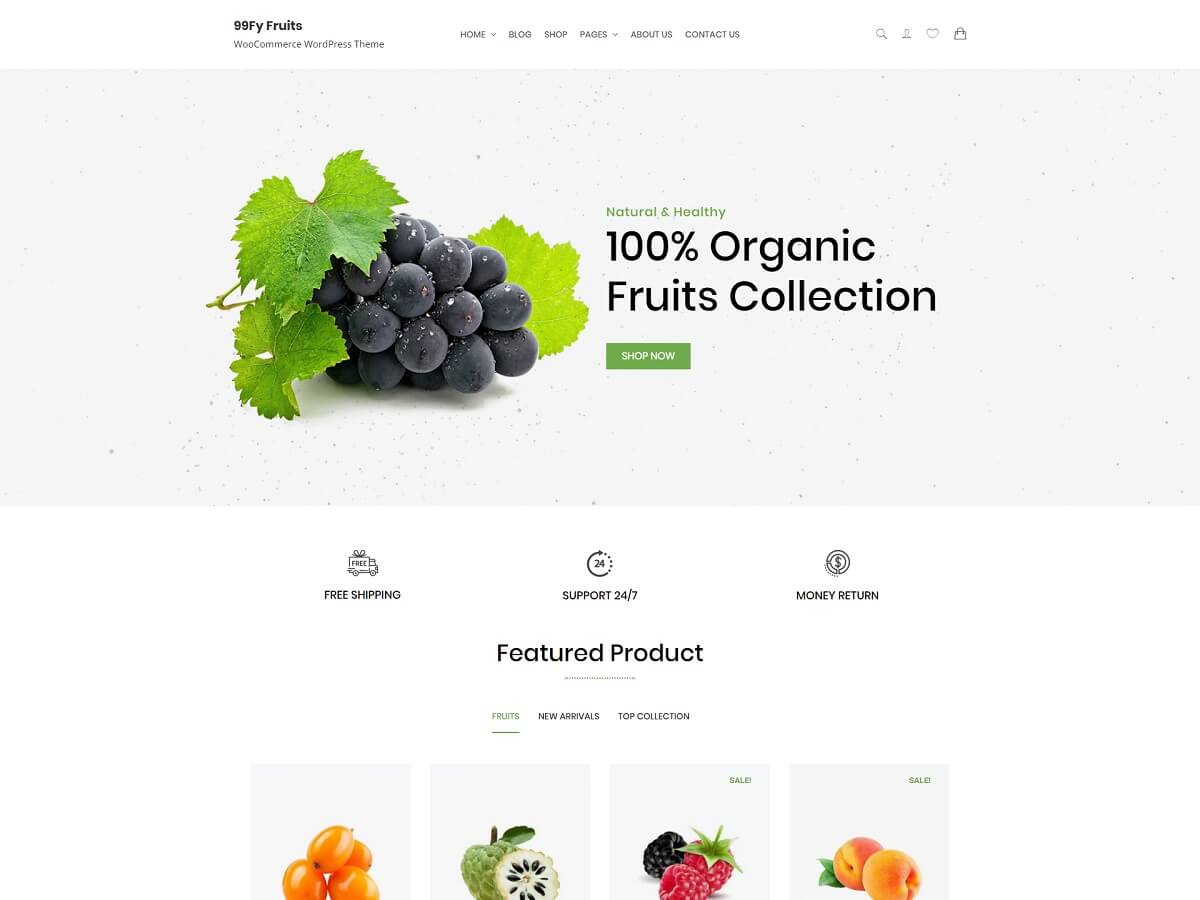 99Fy Fruits
WooCommerce WordPress Theme
HOME
BLOG
SHOP
PAGES
ABOUT US
CONTACT US
Natural & Healthy
100% Organic
Fruits Collection
SHOP NOW
FREE
24
$
FREE SHIPPING
SUPPORT 24/7
MONEY RETURN
Featured Product
FRUITS
NEW ARRIVALS
TOP COLLECTION
SALE!
SALE!